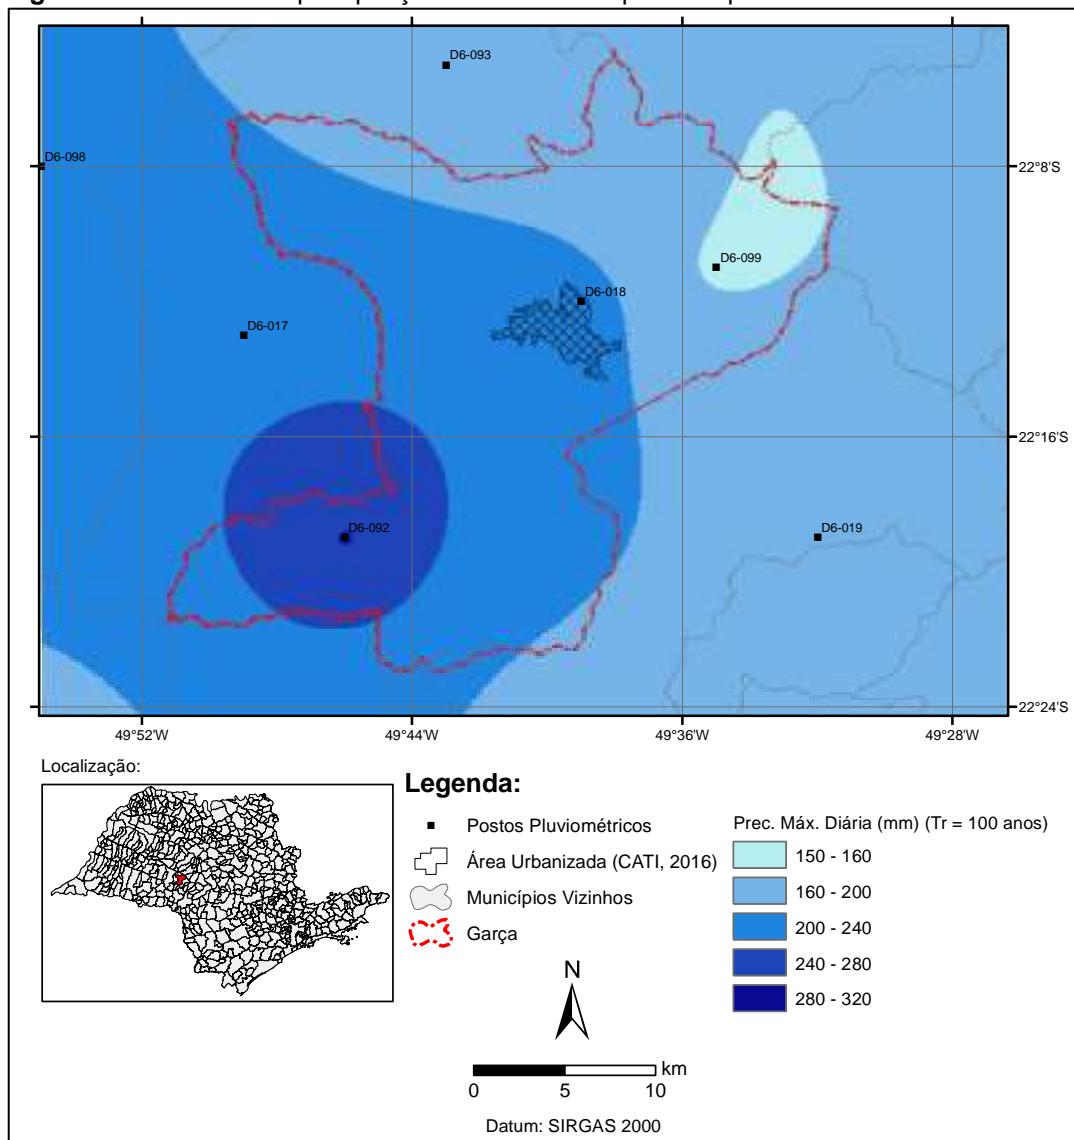 D6-093
D6-098
22°8'S
D6-099
D6-018
D6-017
22°16'S
D6-092
D6-019
22°24'S
49°52'W
49°44'W
49°36'W
49°28'W
Localização:
Legenda:
Postos Pluviométricos
Área Urbanizada (CATI, 2016)
Municípios Vizinhos
Garça
Prec. Máx. Diária (mm) (Tr = 100 anos)
150 - 160
160 - 200
200 - 240
240 - 280
280 - 320
N
km
0 5 10
Datum: SIRGAS 2000